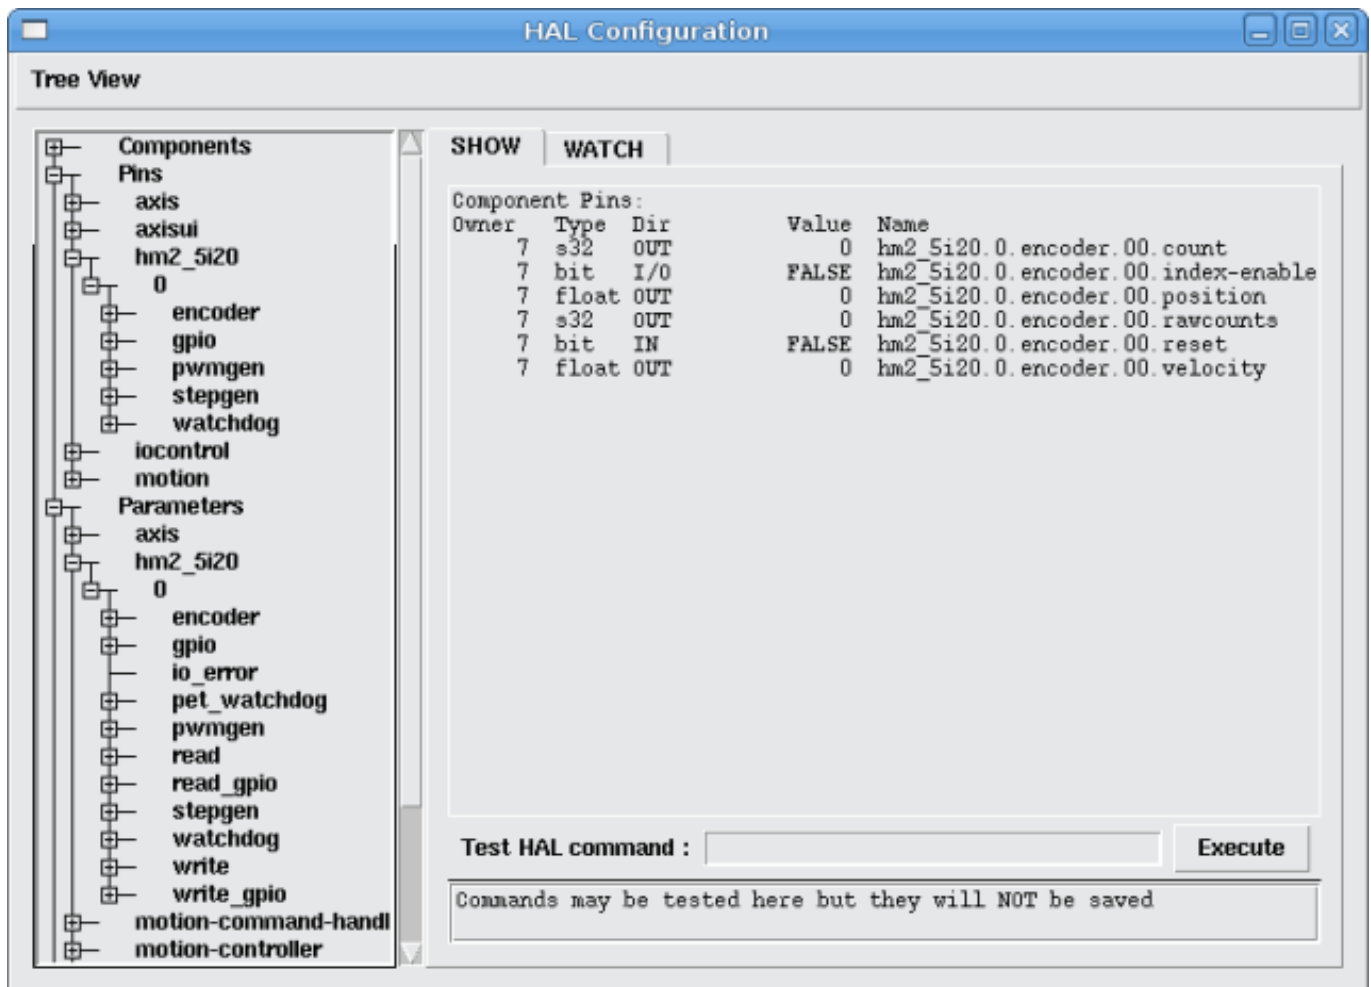 HAL Configuration
Tree View
Components
Pins
axis
axisui
hm2_5i20
0
encoder
gpio
pwmgen
stepgen
watchdog
iocontrol
motion
Parameters
axis
hm2_5i20
0
encoder
gpio
io_error
pet_watchdog
pwmgen
read
read_gpio
stepgen
watchdog
write
write_gpio
motion-command-handl
motion-controller
SHOW WATCH
Component Pins:
Owner Type Dir Value Name
7 s32 OUT 0 hm2_5i20.0.encoder.00.count
7 bit I/O FALSE hm2_5i20.0.encoder.00.index-enable
7 float OUT 0 hm2_5i20.0.encoder.00.position
7 s32 OUT 0 hm2_5i20.0.encoder.00.rawcounts
7 bit IN FALSE hm2_5i20.0.encoder.00.reset
7 float OUT 0 hm2_5i20.0.encoder.00.velocity
Test HAL command : Execute
Commands may be tested here but they will NOT be saved